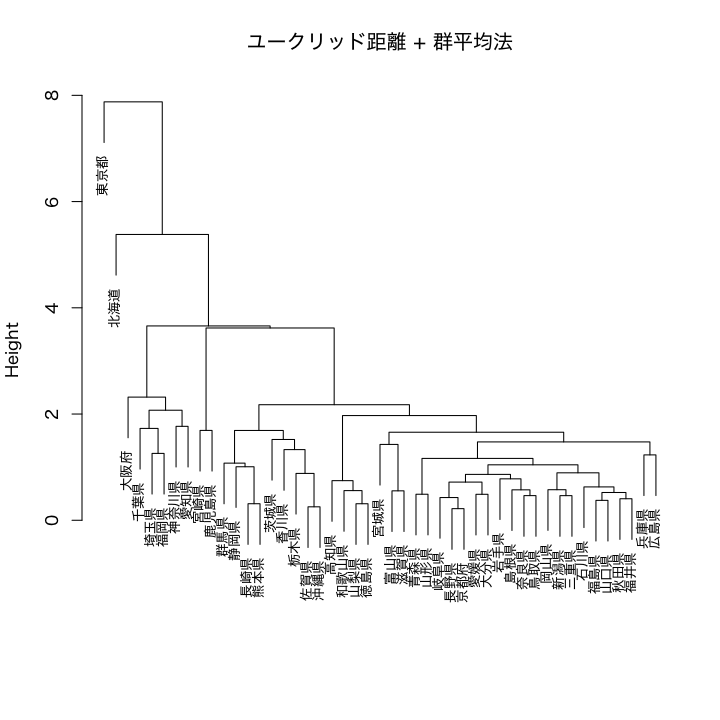 ユークリッド距離 + 群平均法
Height
8
6
4
2
0
東京都
北海道
大阪府
千葉県
埼玉県
福岡県
神奈川県
愛知県
宮崎県
鹿児島県
群馬県
静岡県
長崎県
熊本県
茨城県
香川県
栃木県
佐賀県
沖縄県
高知県
和歌山県
山梨県
徳島県
宮城県
富山県
滋賀県
青森県
山形県
岐阜県
長野県
京都府
愛媛県
大分県
岩手県
島根県
奈良県
鳥取県
岡山県
新潟県
三重県
石川県
福島県
山口県
秋田県
福井県
兵庫県
広島県